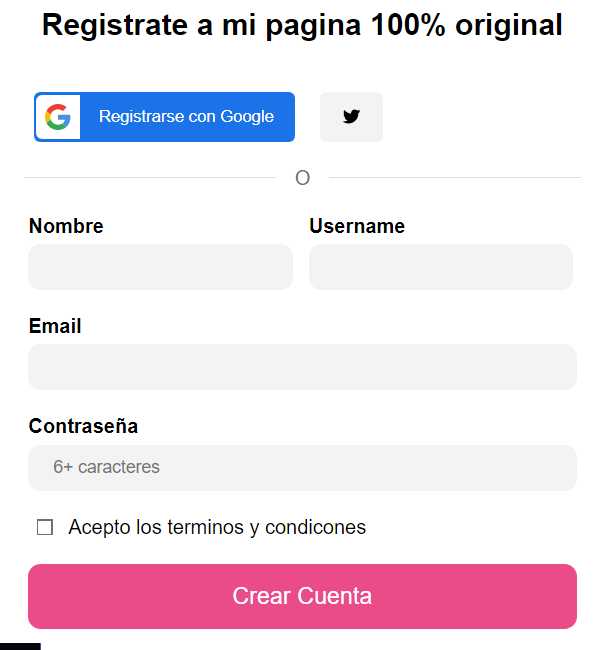 Registrate a mi pagina 100% original
Registrarse con Google
O
Nombre Username
Email
Contraseña
6+ caracteres
Acepto los terminos y condicones
Crear Cuenta